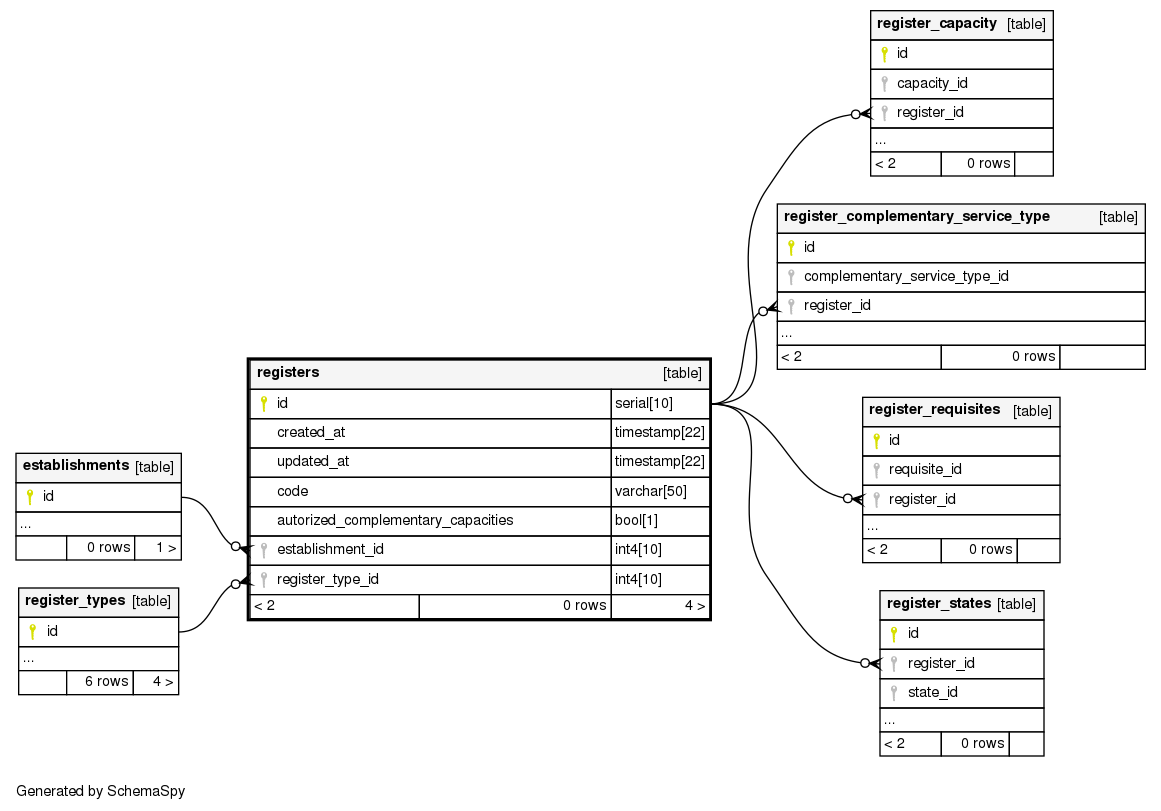 register_capacity [table]
id
capacity_id
register_id
...
< 2 0 rows
register_complementary_service_type [table]
id
complementary_service_type_id
register_id
...
< 2 0 rows
registers [table]
id serial[10]
created_at timestamp[22]
updated_at timestamp[22]
code varchar[50]
autorized_complementary_capacities bool[1]
establishment_id int4[10]
register_type_id int4[10]
< 2 0 rows 4 >
register_requisites [table]
id
requisite_id
register_id
...
< 2 0 rows
establishments [table]
id
...
0 rows 1 >
register_types [table]
id
...
6 rows 4 >
register_states [table]
id
register_id
state_id
...
< 2 0 rows
Generated by SchemaSpy